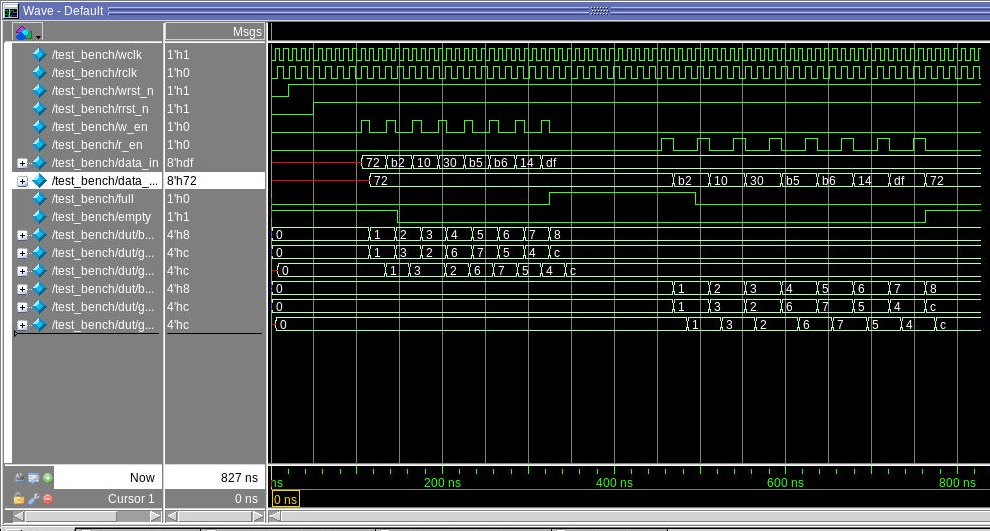 Wave - Default
Msgs
/test_bench/wclk 1'h1
/test_bench/rclk 1'h0
/test_bench/wrst_n 1'h1
/test_bench/rrst_n 1'h1
/test_bench/w_en 1'h0
/test_bench/r_en 1'h0
/test_bench/data_in 8'hdf 72 b2 10 30 b5 b6 14 df
/test_bench/data_... 8'h72 72 b2 10 30 b5 b6 14 df 72
/test_bench/full 1'h0
/test_bench/empty 1'h1
/test_bench/dut/b... 4'h8 0 1 2 3 4 5 6 7 8
/test_bench/dut/g... 4'hc 0 1 3 2 6 7 5 4 c
/test_bench/dut/g... 4'hc 0 1 3 2 6 7 5 4 c
/test_bench/dut/b... 4'h8 0 1 2 3 4 5 6 7 8
/test_bench/dut/g... 4'hc 0 1 3 2 6 7 5 4 c
/test_bench/dut/g... 4'hc 0 1 3 2 6 7 5 4 c
Now 827 ns ns 200 ns 400 ns 600 ns 800 ns
Cursor 1 0 ns 0 ns